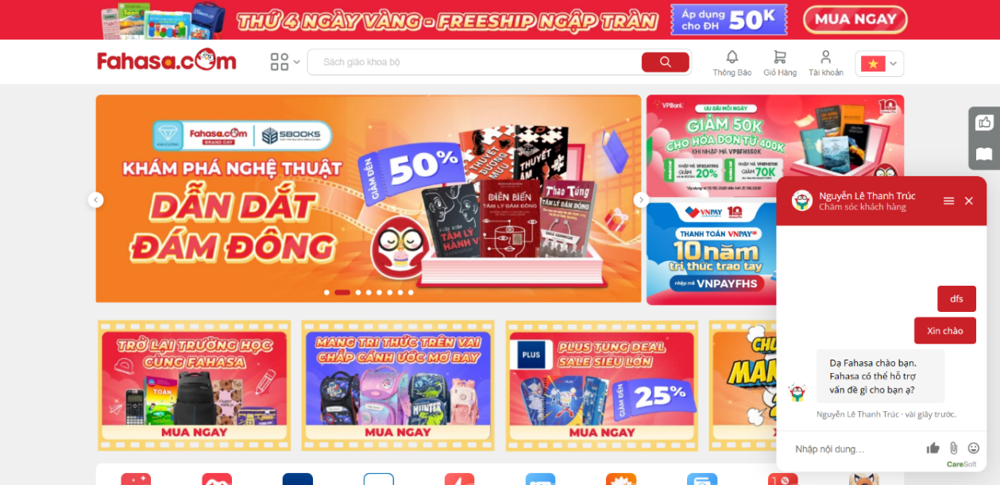 THỨ 4 NGÀY VÀNG - FREESHIP NGẬP TRÀN
Áp dụng
cho ĐH
50K
MUA NGAY
Fahasa.com
Sách giáo khoa bộ
Thông Báo
Giỏ Hàng
Tài khoản
Fahasa.com
BRAND DAY
SBOOKS
KHÁM PHÁ NGHỆ THUẬT
DẪN DẮT
ĐÁM ĐÔNG
GIẢM ĐẾN
50%
THUYẾT
ÂM
MƯU
BIẾN
TÂM LÝ
HÀNH VI
DIỄN BIẾN
TÂM LÝ ĐÁM ĐÔNG
Thao Túng
TÂM LÝ ĐÁM ĐÔNG
VPBank
ƯU ĐÃI MỖI NGÀY
GIẢM 50K
CHO HÓA ĐƠN TỪ 400K
KHI NHẬP MÃ VPBFHS50K
GIẢM 20%
GIẢM 70K
VNPAY
THANH TOÁN VNPAY
10 năm
tri thức trao tay
nhập mã VNPAYFHS
TRỞ LẠI TRƯỜNG HỌC
CÙNG FAHASA
TOÁN
MUA NGAY
MANG TRI THỨC TRÊN VAI
CHẮP CÁNH ƯỚC MƠ BAY
HUNTER
MUA NGAY
PLUS
PLUS TUNG DEAL
SALE SIÊU LỚN
GIẢM ĐẾN
25%
MUA NGAY
Nguyễn Lê Thanh Trúc
Chăm sóc khách hàng
dfs
Xin chào
Dạ Fahasa chào bạn.
Fahasa có thể hỗ trợ
vấn đề gì cho bạn ạ?
Nguyễn Lê Thanh Trúc · vài giây trước.
Nhập nội dung...
CareSoft